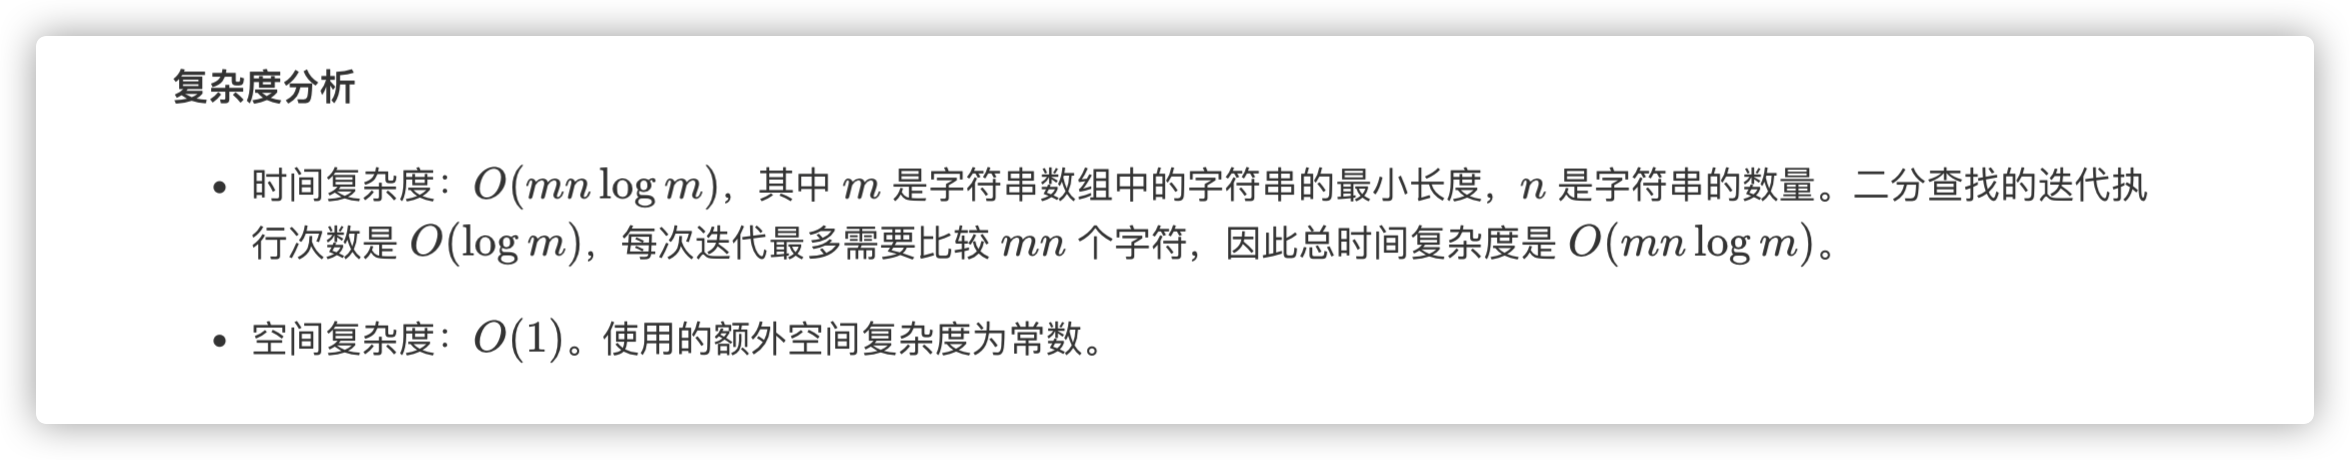 复杂度分析
• 时间复杂度：O(mn log m)，其中 m 是字符串数组中的字符串的最小长度，n 是字符串的数量。二分查找的迭代执
行次数是 O(log m)，每次迭代最多需要比较 mn 个字符，因此总时间复杂度是 O(mn log m)。
• 空间复杂度：O(1)。使用的额外空间复杂度为常数。